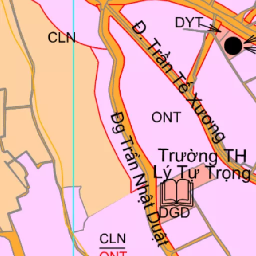 DYT
CLN
Đ. Trần Tế Xương
ONT
Đg Trần Nhật Duật
Trường TH
Lý Tự Trọng
DGD
CLN
ONT